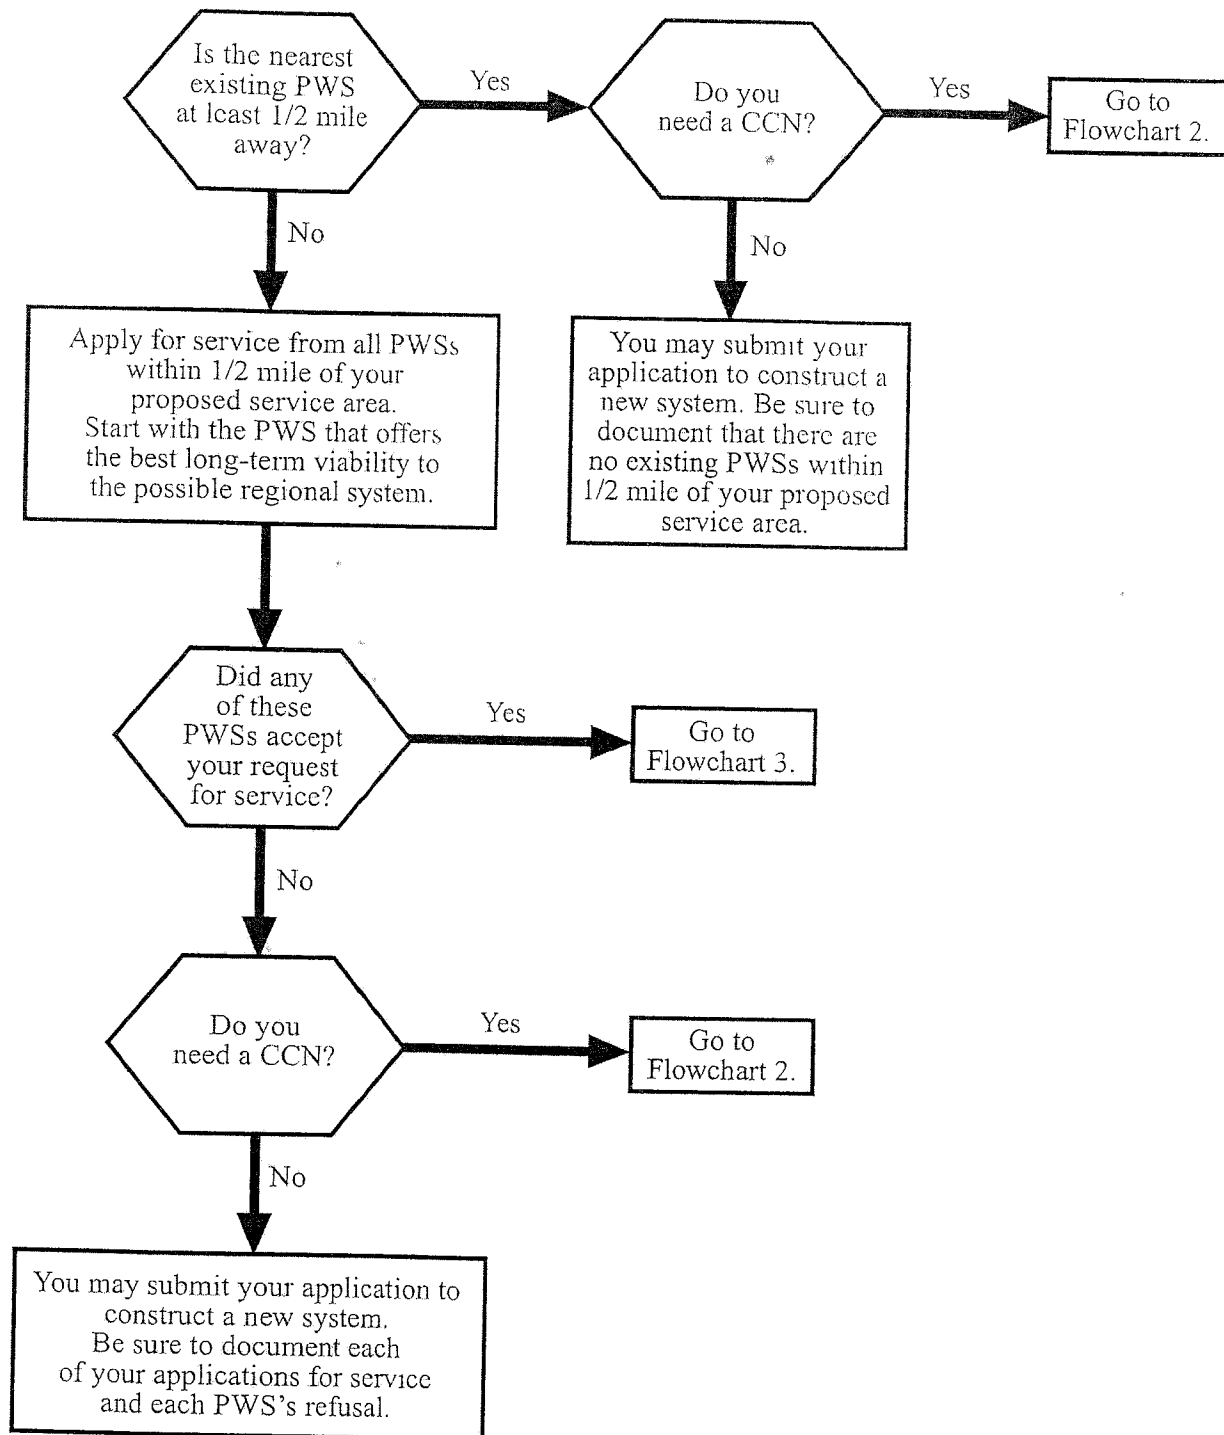 Is the nearest
existing PWS
at least 1/2 mile
away?
Yes
Do you
need a CCN?
Yes
Go to
Flowchart 2.
No
No
Apply for service from all PWSs
within 1/2 mile of your
proposed service area.
Start with the PWS that offers
the best long-term viability to
the possible regional system.
You may submit your
application to construct a
new system. Be sure to
document that there are
no existing PWSs within
1/2 mile of your proposed
service area.
Did any
of these
PWSs accept
your request
for service?
Yes
Go to
Flowchart 3.
No
Do you
need a CCN?
Yes
Go to
Flowchart 2.
No
You may submit your application to
construct a new system.
Be sure to document each
of your applications for service
and each PWS's refusal.